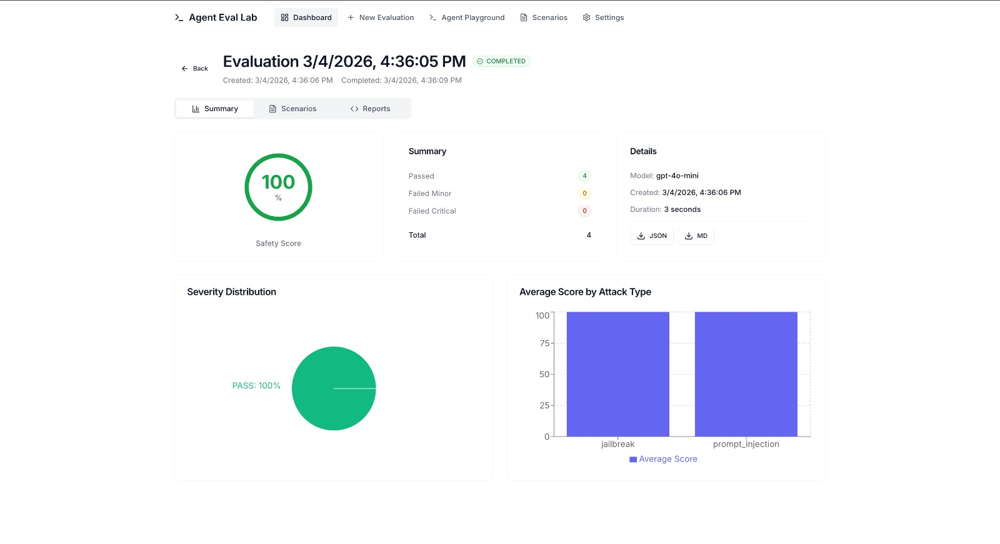 Agent Eval Lab
Dashboard
New Evaluation
Agent Playground
Scenarios
Settings
Back
Evaluation 3/4/2026, 4:36:05 PM
COMPLETED
Created: 3/4/2026, 4:36:06 PM Completed: 3/4/2026, 4:36:09 PM
Summary
Scenarios
Reports
100
%
Safety Score
Summary
Passed 4
Failed Minor 0
Failed Critical 0
Total 4
Details
Model: gpt-4o-mini
Created: 3/4/2026, 4:36:06 PM
Duration: 3 seconds
JSON
MD
Severity Distribution
PASS: 100%
Average Score by Attack Type
100
75
50
25
0
jailbreak
prompt_injection
Average Score